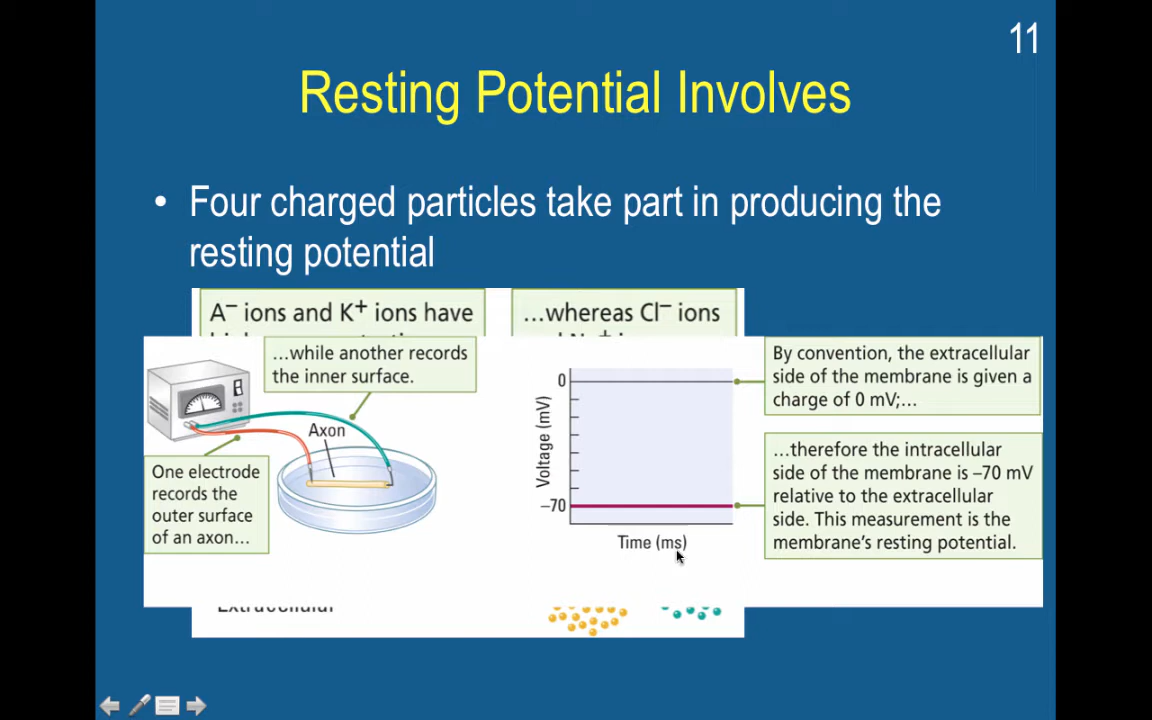 11
Resting Potential Involves
• Four charged particles take part in producing the
resting potential
A– ions and K+ ions have
…whereas Cl– ions
…while another records
the inner surface.
Axon
One electrode
records the
outer surface
of an axon…
0
Voltage (mV)
–70
Time (ms)
By convention, the extracellular
side of the membrane is given a
charge of 0 mV;…
…therefore the intracellular
side of the membrane is –70 mV
relative to the extracellular
side. This measurement is the
membrane’s resting potential.
Extracellular